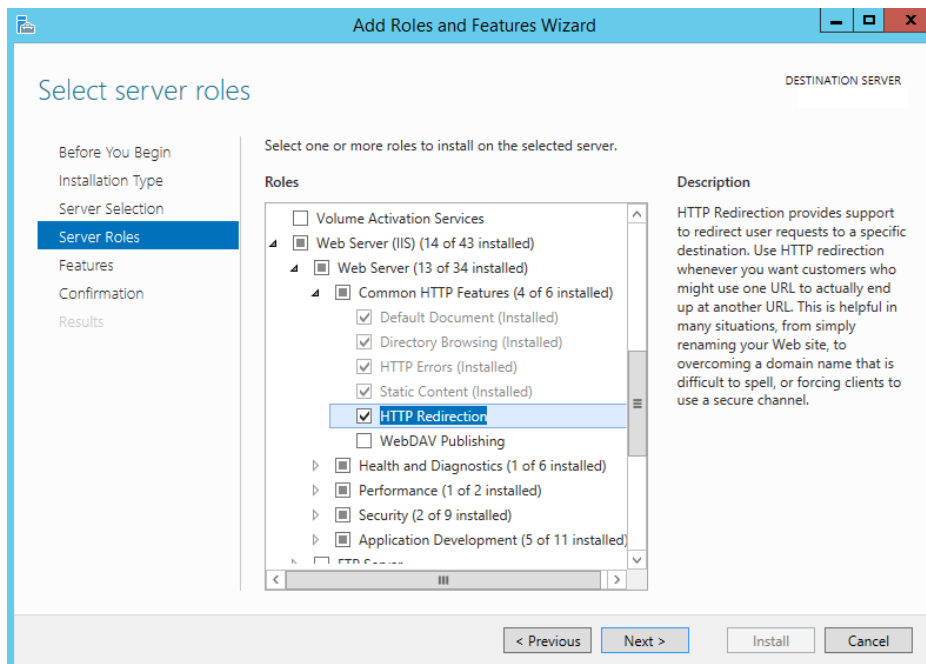 Add Roles and Features Wizard
Select server roles
DESTINATION SERVER
Before You Begin
Installation Type
Server Selection
Server Roles
Features
Confirmation
Results
Select one or more roles to install on the selected server.
Roles
Volume Activation Services
Web Server (IIS) (14 of 43 installed)
Web Server (13 of 34 installed)
Common HTTP Features (4 of 6 installed)
Default Document (Installed)
Directory Browsing (Installed)
HTTP Errors (Installed)
Static Content (Installed)
HTTP Redirection
WebDAV Publishing
Health and Diagnostics (1 of 6 installed)
Performance (1 of 2 installed)
Security (2 of 9 installed)
Application Development (5 of 11 installed)
FTP Server
Description
HTTP Redirection provides support
to redirect user requests to a specific
destination. Use HTTP redirection
whenever you want customers who
might use one URL to actually end
up at another URL. This is helpful in
many situations, from simply
renaming your Web site, to
overcoming a domain name that is
difficult to spell, or forcing clients to
use a secure channel.
< Previous
Next >
Install
Cancel